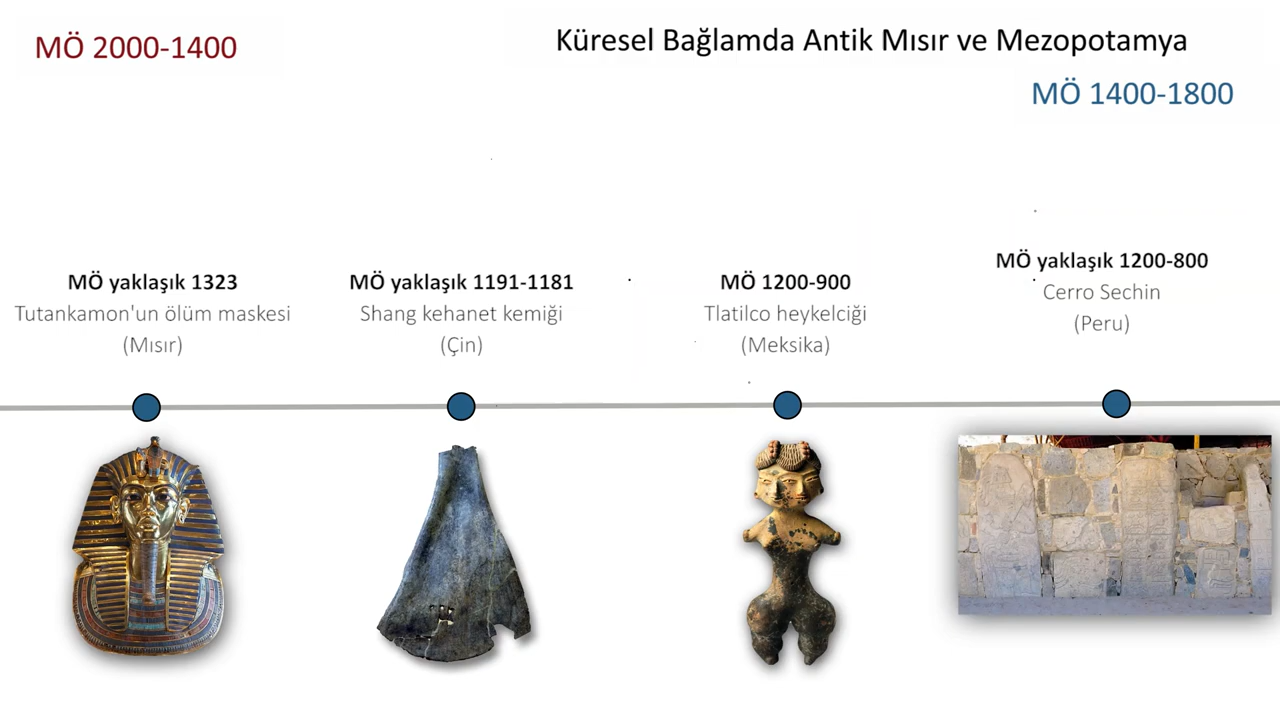 MÖ 2000-1400
Küresel Bağlamda Antik Mısır ve Mezopotamya
MÖ 1400-1800
MÖ yaklaşık 1323
Tutankamon'un ölüm maskesi
(Mısır)
MÖ yaklaşık 1191-1181
Shang kehanet kemiği
(Çin)
MÖ 1200-900
Tlatilco heykelciği
(Meksika)
MÖ yaklaşık 1200-800
Cerro Sechin
(Peru)